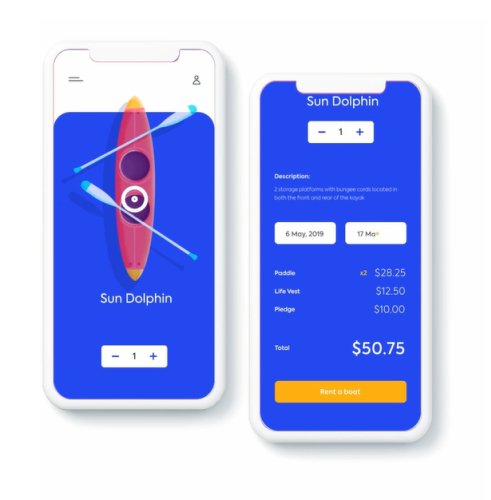 Sun Dolphin
− 1 +
Sun Dolphin
− 1 +
Description:
2 storage platforms with bungee cords located in
both the front and rear of the kayak
6 May, 2019
17 Ma
Paddle x2 $28.25
Life Vest $12.50
Pledge $10.00
Total $50.75
Rent a boat